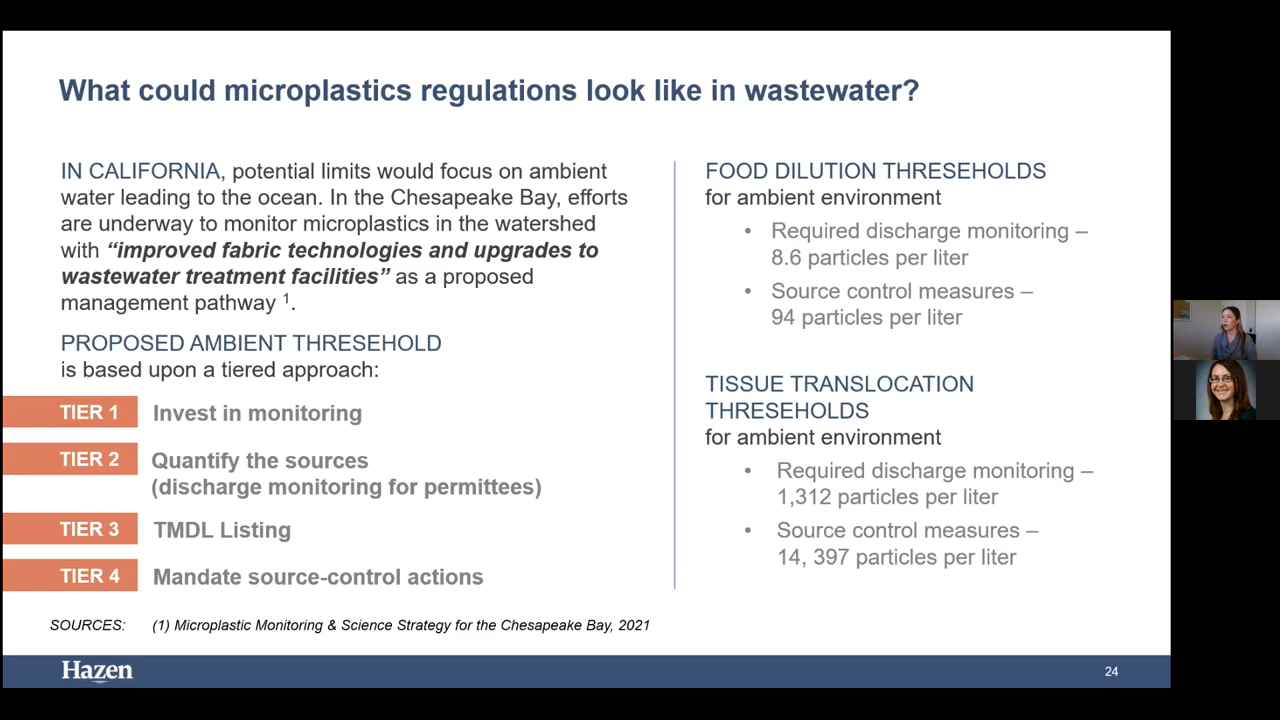 What could microplastics regulations look like in wastewater?
IN CALIFORNIA, potential limits would focus on ambient
water leading to the ocean. In the Chesapeake Bay, efforts
are underway to monitor microplastics in the watershed
with “improved fabric technologies and upgrades to
wastewater treatment facilities” as a proposed
management pathway 1.
PROPOSED AMBIENT THRESHOLD
is based upon a tiered approach:
TIER 1 Invest in monitoring
TIER 2 Quantify the sources
(discharge monitoring for permittees)
TIER 3 TMDL Listing
TIER 4 Mandate source-control actions
FOOD DILUTION THRESEHOLDS
for ambient environment
• Required discharge monitoring –
8.6 particles per liter
• Source control measures –
94 particles per liter
TISSUE TRANSLOCATION
THRESEHOLDS
for ambient environment
• Required discharge monitoring –
1,312 particles per liter
• Source control measures –
14, 397 particles per liter
SOURCES: (1) Microplastic Monitoring & Science Strategy for the Chesapeake Bay, 2021
Hazen
24